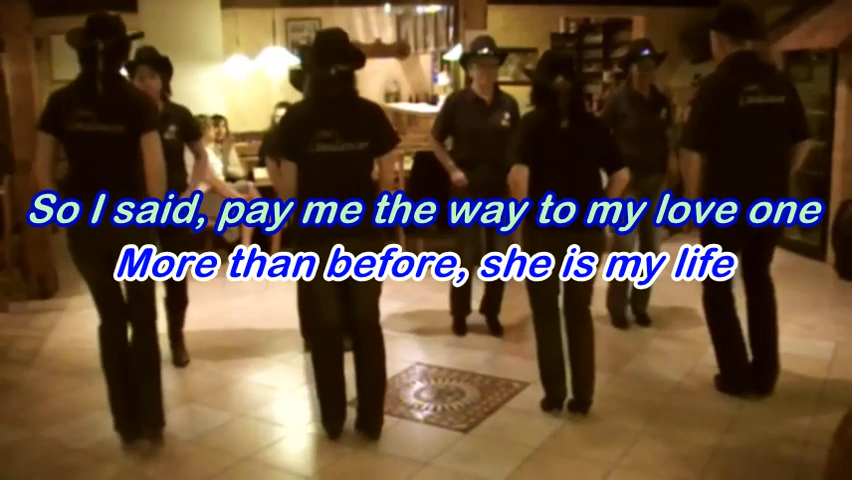 So I said, pay me the way to my love one
More than before, she is my life